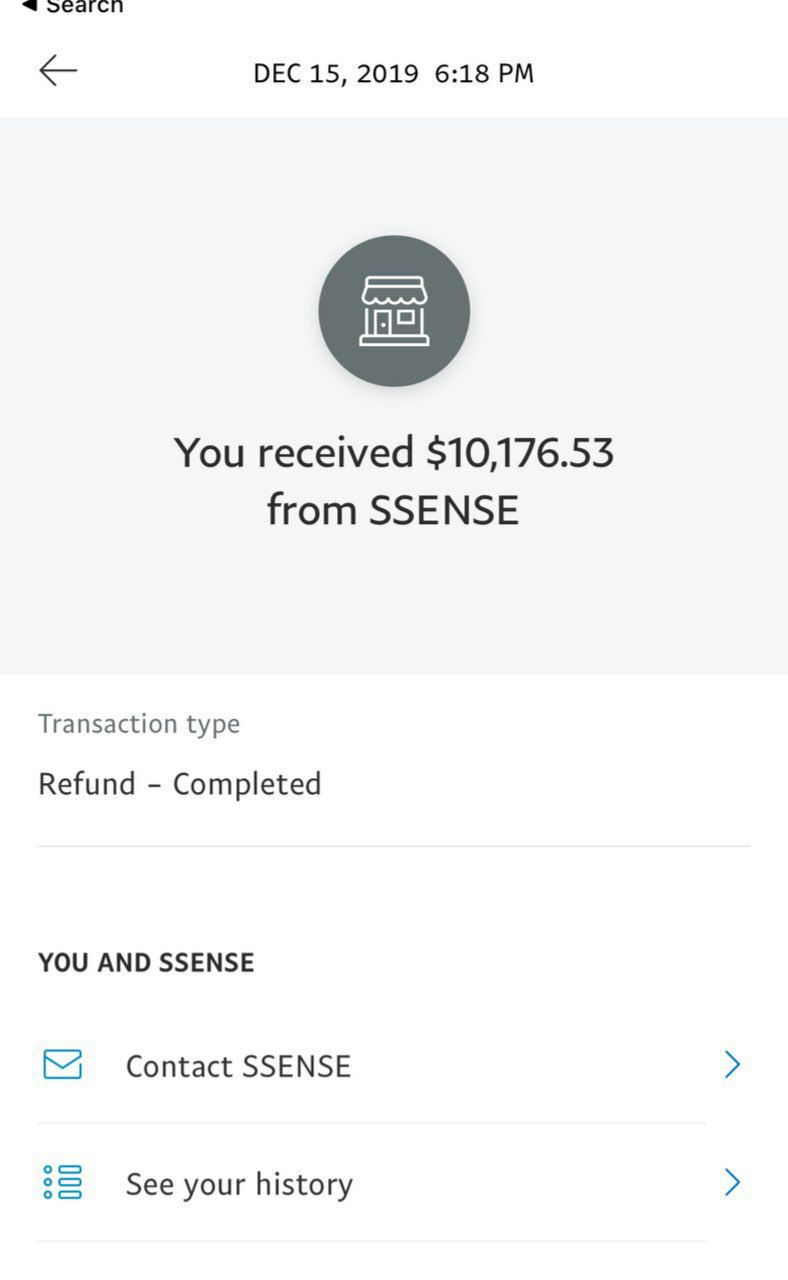 ◀ Search
DEC 15, 2019 6:18 PM
You received $10,176.53
from SSENSE
Transaction type
Refund – Completed
YOU AND SSENSE
Contact SSENSE
See your history